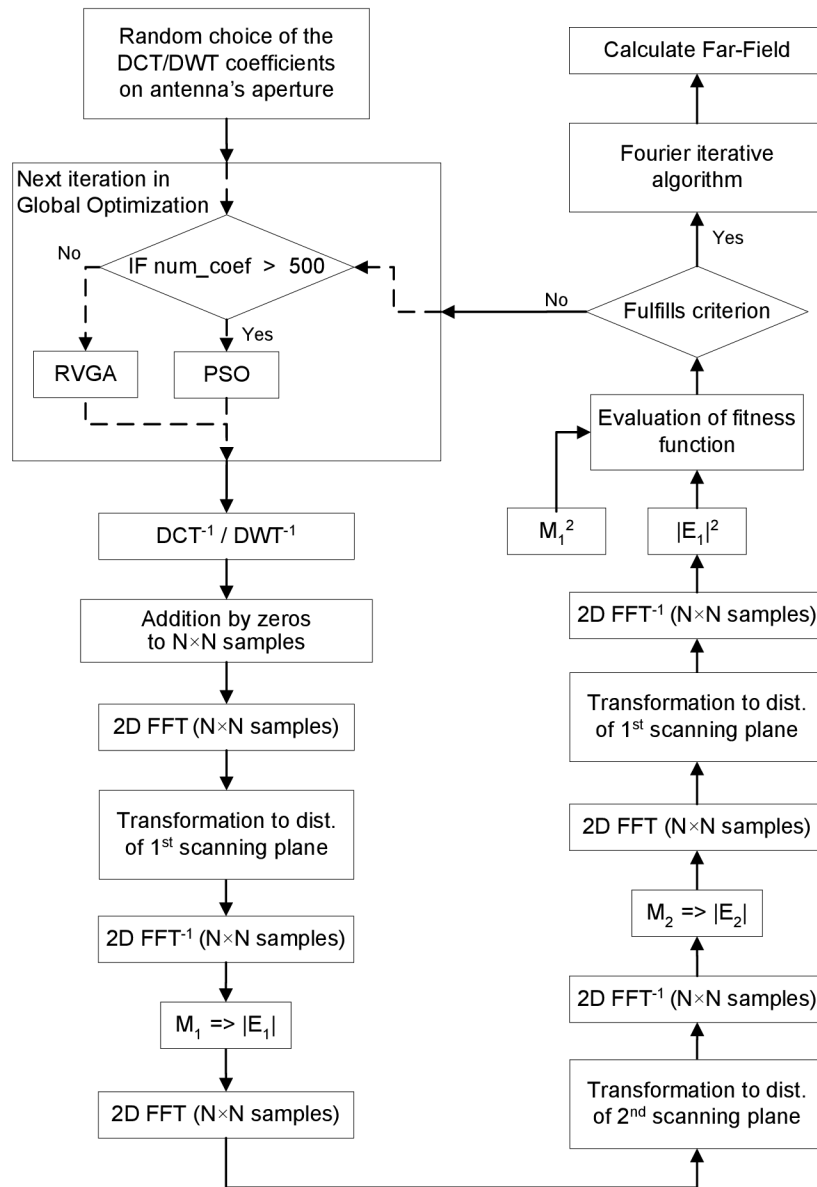 Random choice of the
DCT/DWT coefficients
on antenna's aperture
Next iteration in
Global Optimization
IF num_coef > 500
No
Yes
RVGA
PSO
DCT⁻¹ / DWT⁻¹
Addition by zeros
to N×N samples
2D FFT (N×N samples)
Transformation to dist.
of 1ˢᵗ scanning plane
2D FFT⁻¹ (N×N samples)
M₁ => |E₁|
2D FFT (N×N samples)
Transformation to dist.
of 2ⁿᵈ scanning plane
2D FFT⁻¹ (N×N samples)
M₂ => |E₂|
2D FFT (N×N samples)
Transformation to dist.
of 1ˢᵗ scanning plane
2D FFT⁻¹ (N×N samples)
|E₁|²
M₁²
Evaluation of fitness
function
Fulfills criterion
No
Yes
Fourier iterative
algorithm
Calculate Far-Field